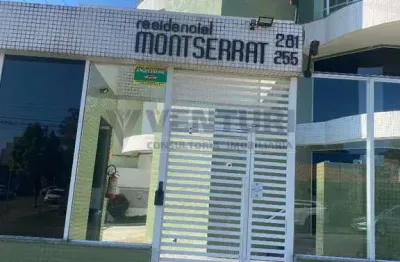 residencial
MONTSERRAT
281
255
VENTURI
CONSULTORIA IMOBILIÁRIA